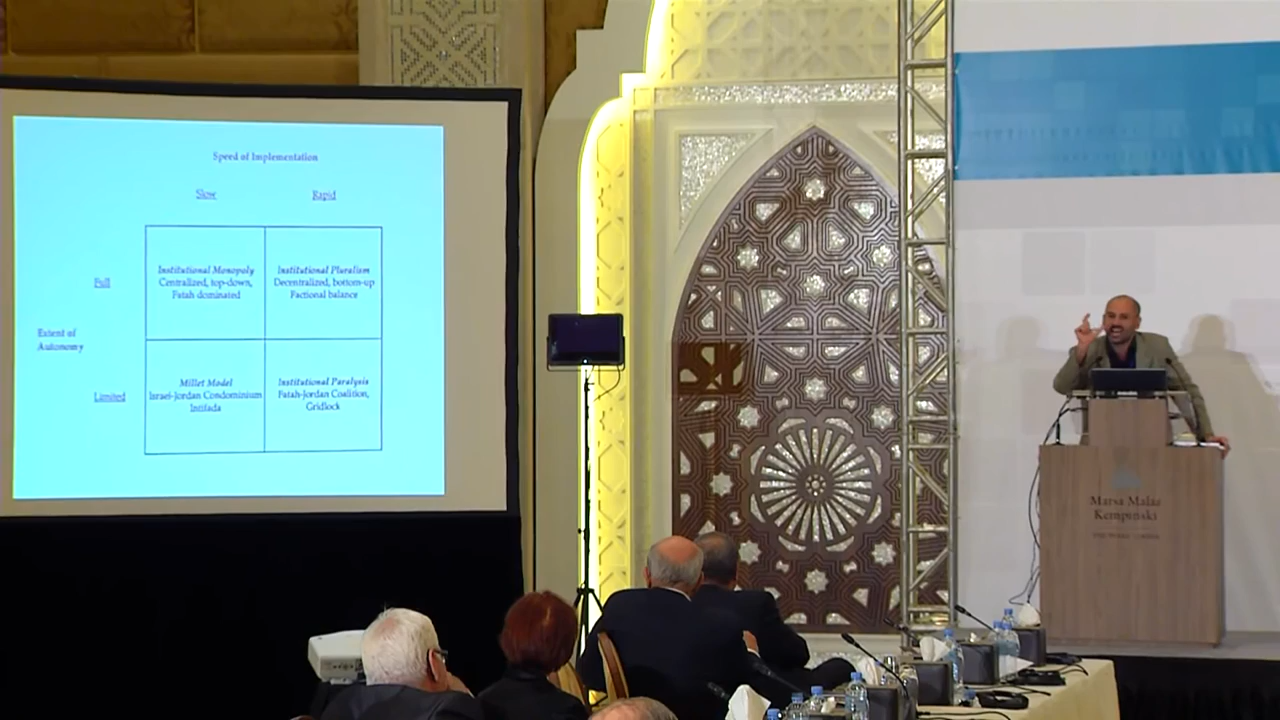 Speed of Implementation
Slow
Rapid
Full
Institutional Monopoly
Centralized, top-down,
Fatah dominated
Institutional Pluralism
Decentralized, bottom-up
Factional balance
Extent of
Autonomy
Limited
Millet Model
Israel-Jordan Condominium
Intifada
Institutional Paralysis
Fatah-Jordan Coalition,
Gridlock
Marsa Malaz
Kempinski